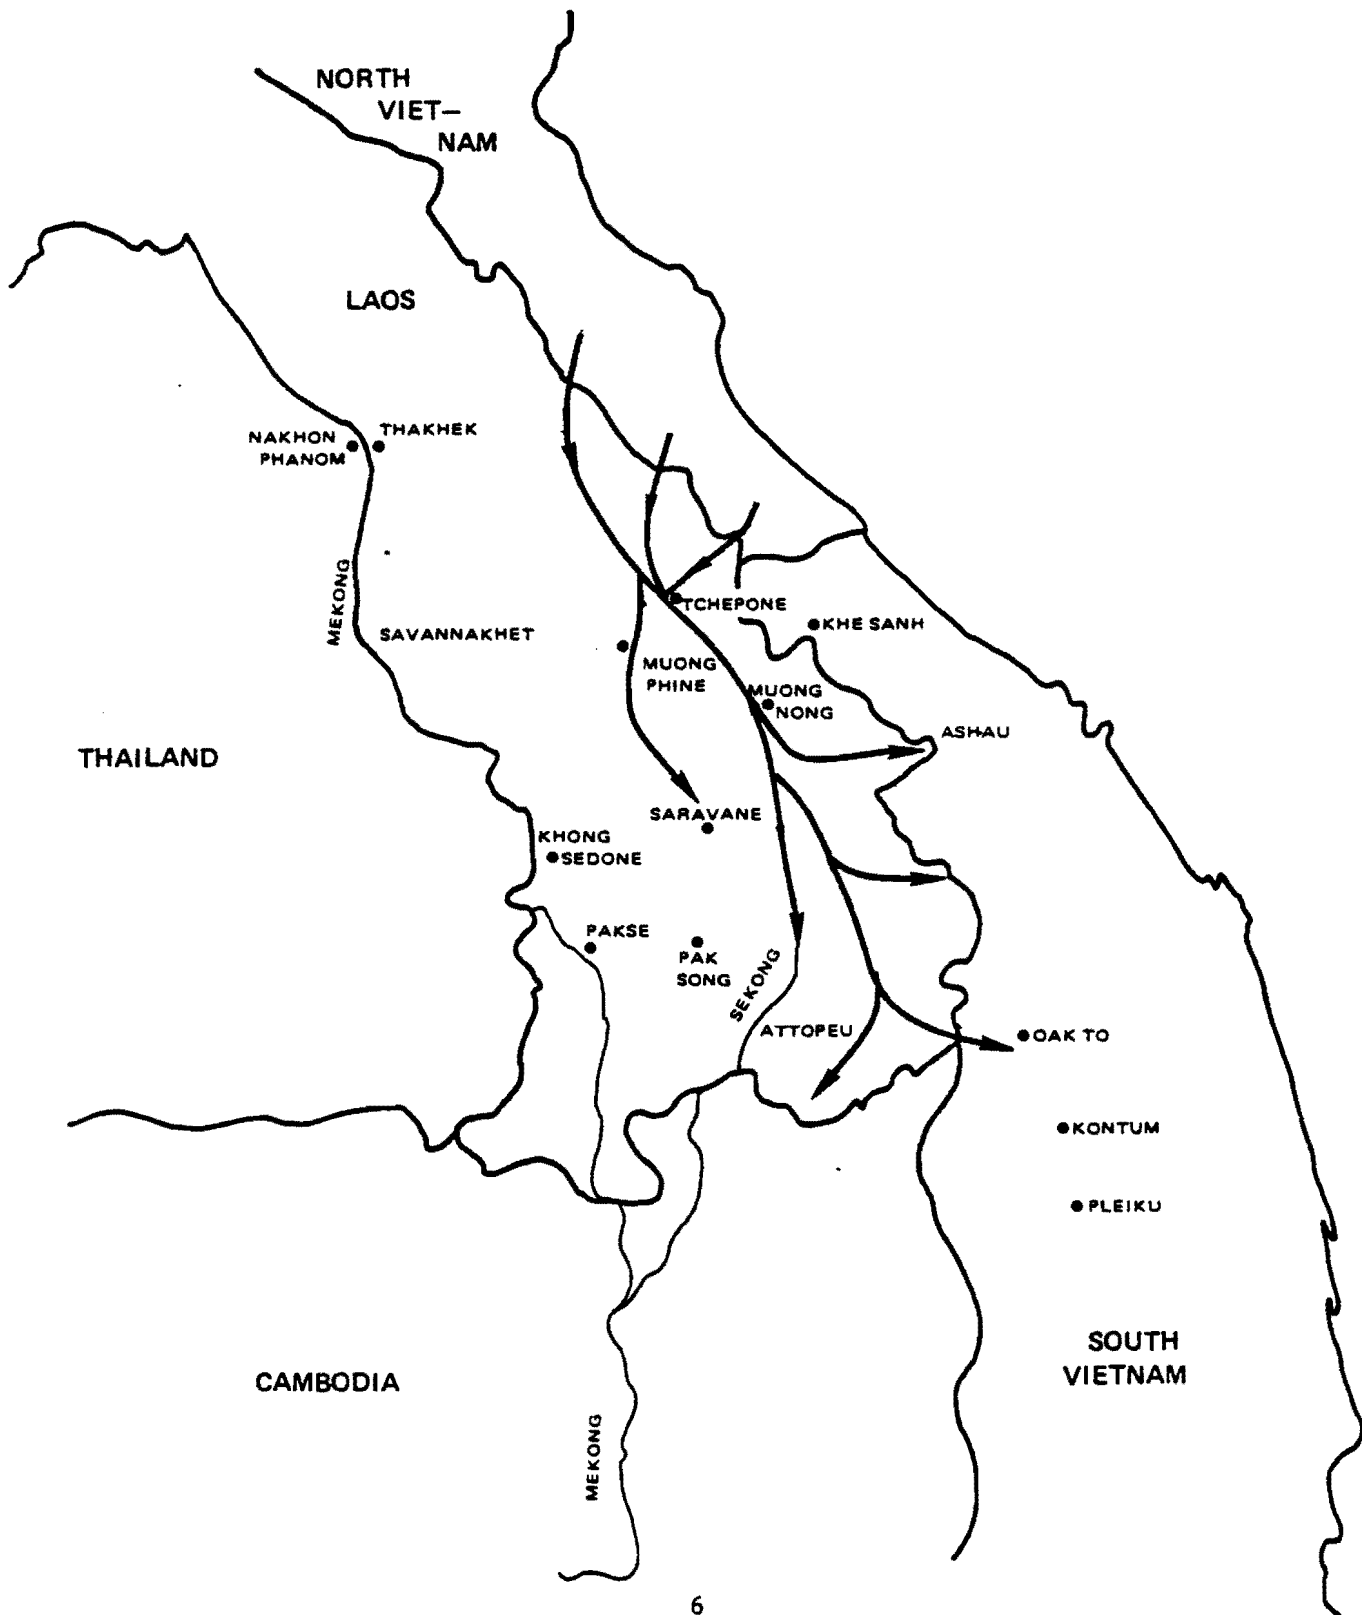 NORTH
VIET-
NAM
LAOS
NAKHON
PHANOM
THAKHEK
MEKONG
TCHEPONE
KHE SANH
SAVANNAKHET
MUONG
PHINE
MUONG
NONG
ASHAU
THAILAND
SARAVANE
KHONG
SEDONE
PAKSE
PAK
SONG
SEKONG
ATTOPEU
OAK TO
KONTUM
PLEIKU
SOUTH
VIETNAM
CAMBODIA
MEKONG
6